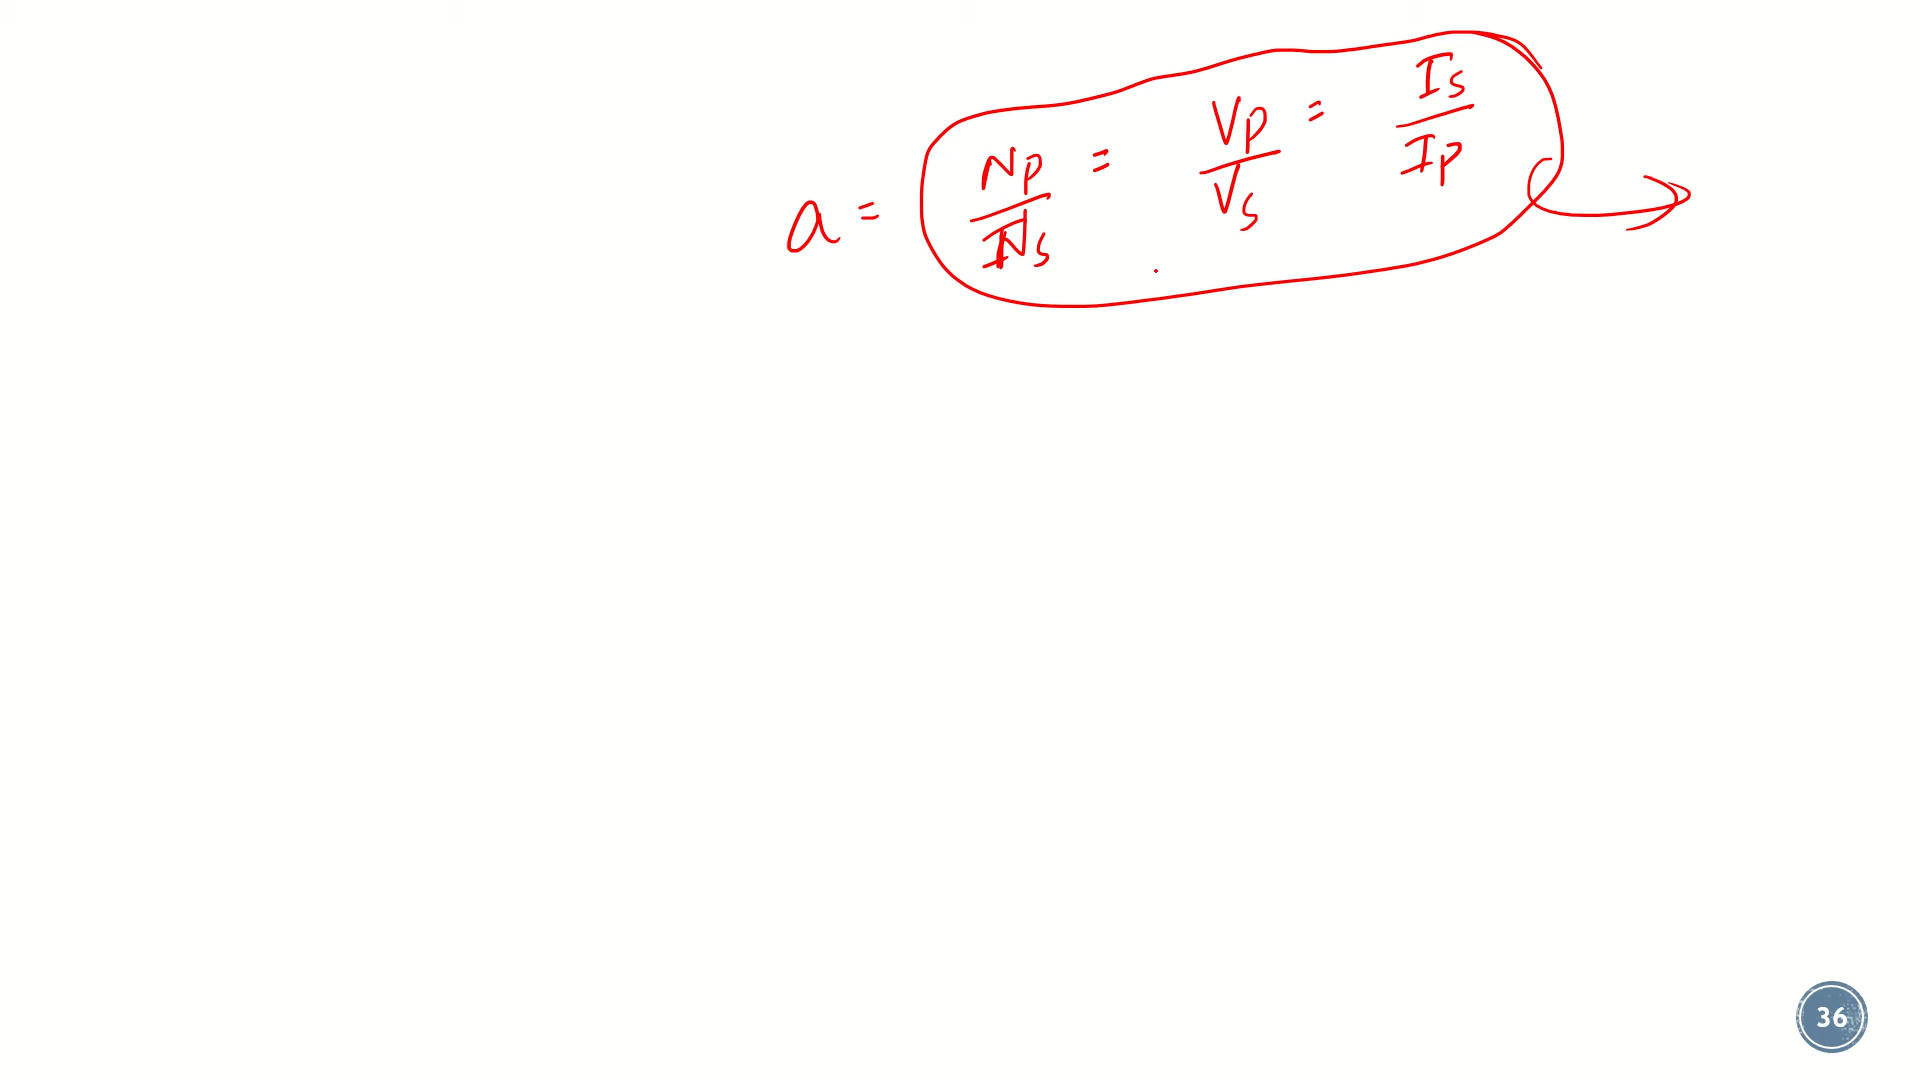 a = Np/Ns = Vp/Vs = Is/Ip
36